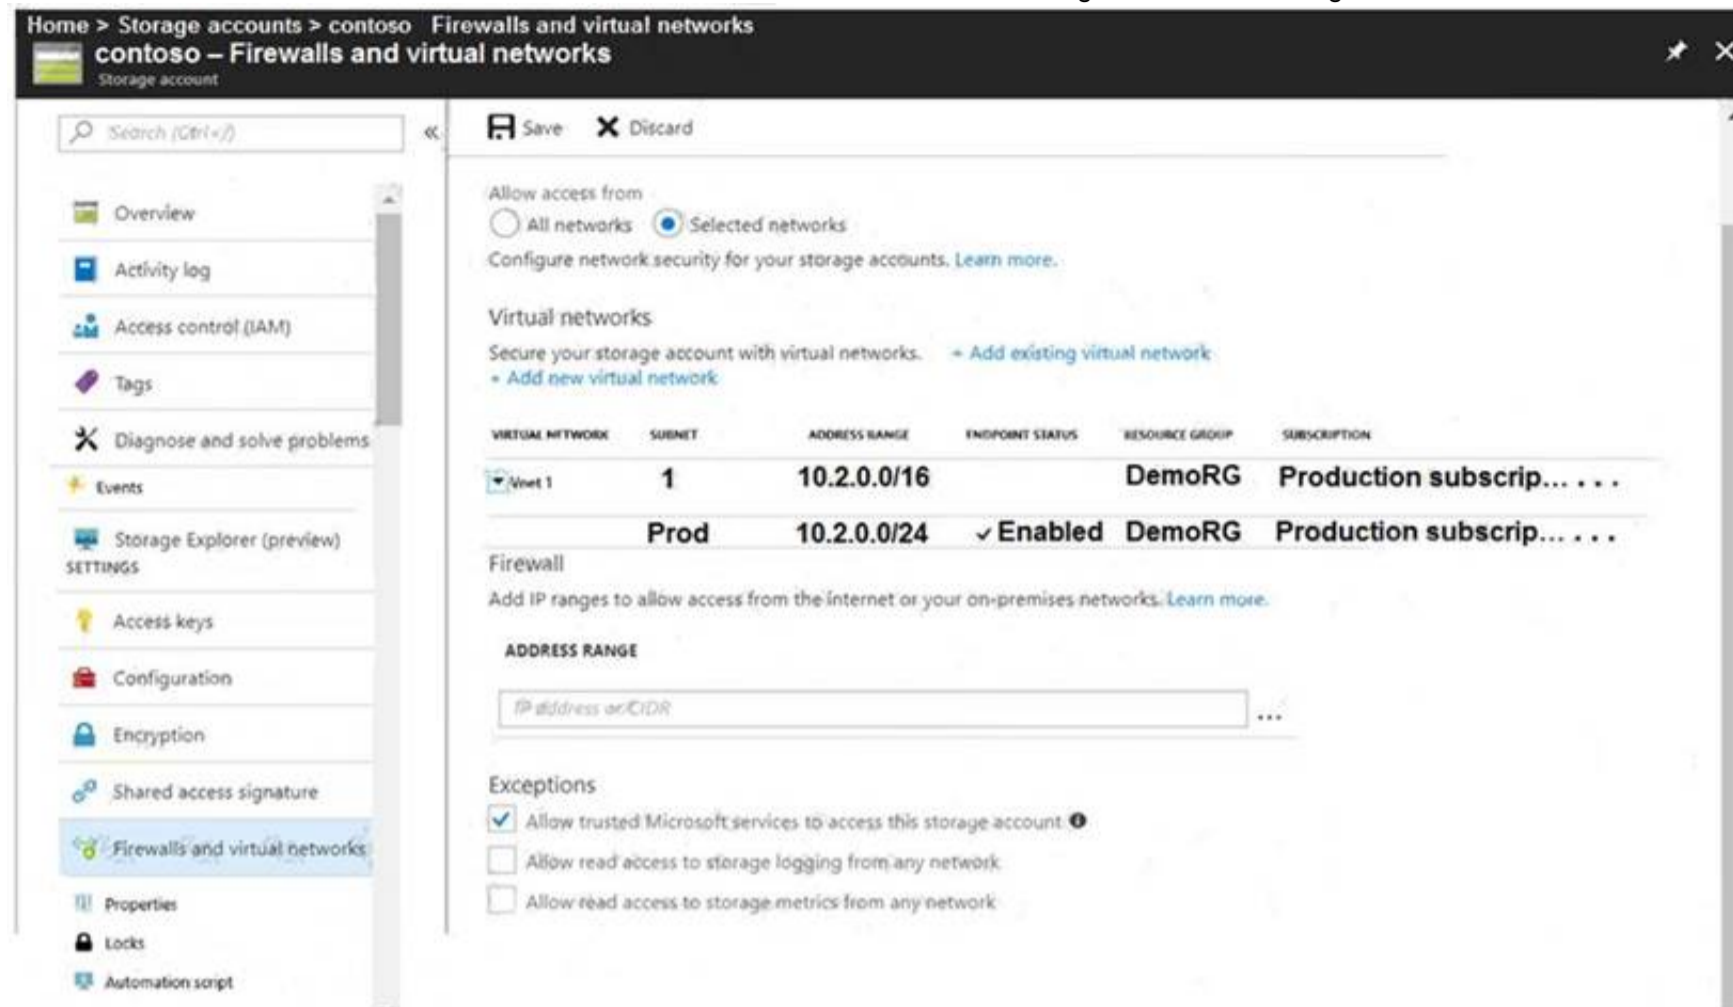 Home > Storage accounts > contoso Firewalls and virtual networks
contoso – Firewalls and virtual networks
Storage account
Search (Ctrl+/)
«
Save
Discard
Overview
Activity log
Access control (IAM)
Tags
Diagnose and solve problems
Events
Storage Explorer (preview)
SETTINGS
Access keys
Configuration
Encryption
Shared access signature
Firewalls and virtual networks
Properties
Locks
Automation script
Allow access from
All networks Selected networks
Configure network security for your storage accounts. Learn more.
Virtual networks
Secure your storage account with virtual networks. + Add existing virtual network
+ Add new virtual network
VIRTUAL NETWORK SUBNET ADDRESS RANGE ENDPOINT STATUS RESOURCE GROUP SUBSCRIPTION
Vnet 1 1 10.2.0.0/16 DemoRG Production subscrip... . . .
Prod 10.2.0.0/24 ✓Enabled DemoRG Production subscrip... . . .
Firewall
Add IP ranges to allow access from the internet or your on-premises networks. Learn more.
ADDRESS RANGE
IP address or CIDR
...
Exceptions
Allow trusted Microsoft services to access this storage account
Allow read access to storage logging from any network
Allow read access to storage metrics from any network